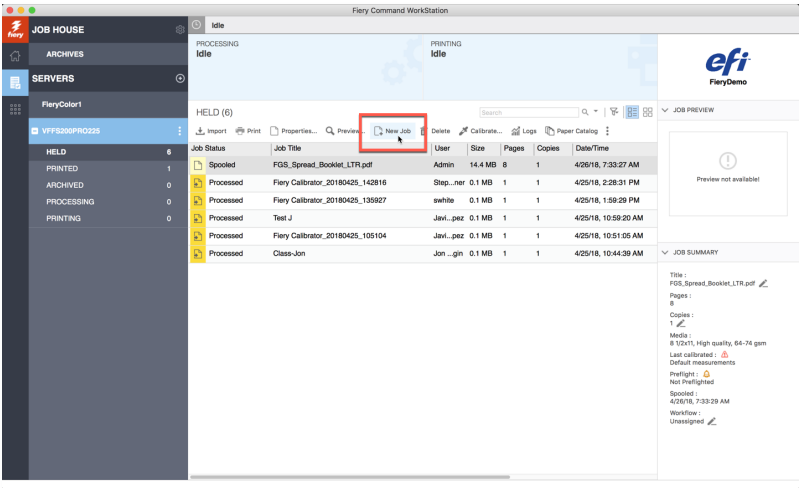 Fiery Command WorkStation
fiery
JOB HOUSE
ARCHIVES
SERVERS
FieryColor1
VFFS200PRO225
HELD 6
PRINTED 1
ARCHIVED 0
PROCESSING 0
PRINTING 0
Idle
PROCESSING
Idle
PRINTING
Idle
HELD (6)
Search
Import Print Properties... Preview... New Job Delete Calibrate... Logs Paper Catalog
Job Status Job Title User Size Pages Copies Date/Time
Spooled FGS_Spread_Booklet_LTR.pdf Admin 14.4 MB 8 1 4/26/18, 7:33:27 AM
Processed Fiery Calibrator_20180425_142816 Step...ner 0.1 MB 1 1 4/25/18, 2:28:31 PM
Processed Fiery Calibrator_20180425_135927 swhite 0.1 MB 1 1 4/25/18, 1:59:29 PM
Processed Test J Javi...pez 0.1 MB 1 1 4/25/18, 10:59:20 AM
Processed Fiery Calibrator_20180425_105104 Javi...pez 0.1 MB 1 1 4/25/18, 10:51:05 AM
Processed Class-Jon Jon ...gin 0.1 MB 1 1 4/25/18, 10:44:39 AM
efi
FieryDemo
JOB PREVIEW
Preview not available!
JOB SUMMARY
Title :
FGS_Spread_Booklet_LTR.pdf
Pages :
8
Copies :
1
Media :
8 1/2x11, High quality, 64-74 gsm
Last calibrated :
Default measurements
Preflight :
Not Preflighted
Spooled :
4/26/18, 7:33:29 AM
Workflow :
Unassigned